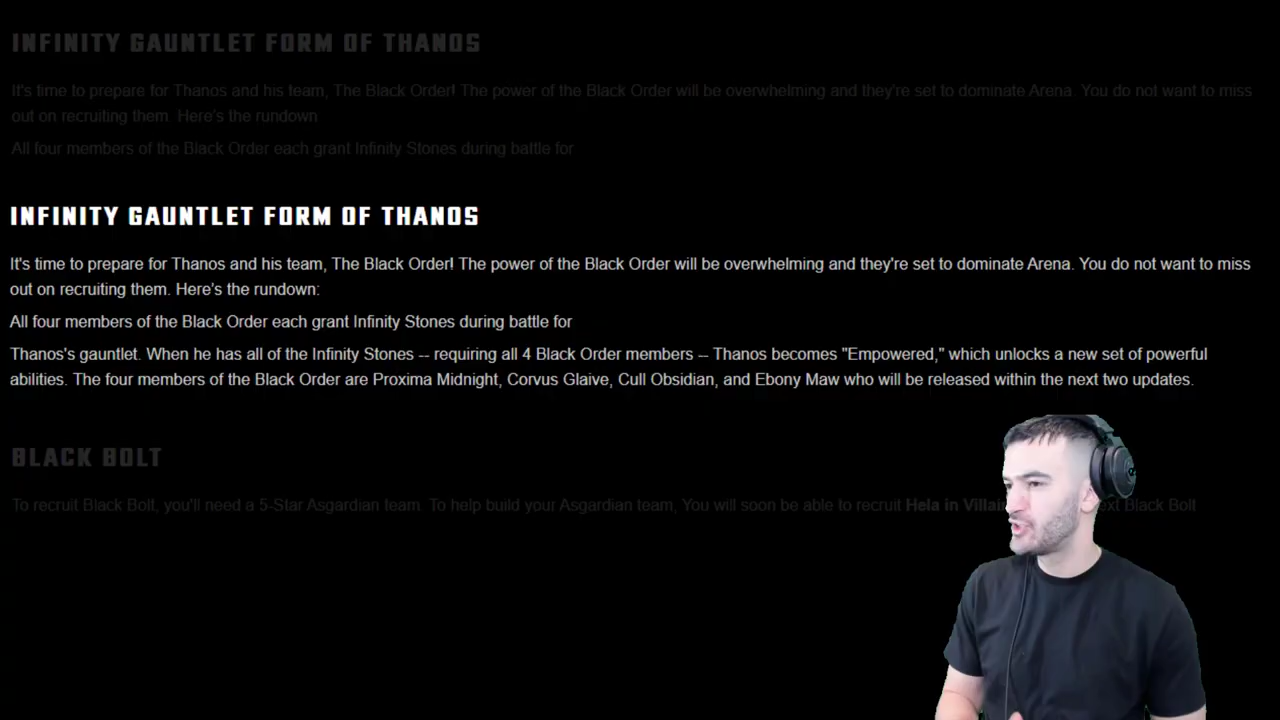 INFINITY GAUNTLET FORM OF THANOS
It's time to prepare for Thanos and his team, The Black Order! The power of the Black Order will be overwhelming and they're set to dominate Arena. You do not want to miss
out on recruiting them. Here's the rundown
All four members of the Black Order each grant Infinity Stones during battle for
INFINITY GAUNTLET FORM OF THANOS
It's time to prepare for Thanos and his team, The Black Order! The power of the Black Order will be overwhelming and they're set to dominate Arena. You do not want to miss
out on recruiting them. Here's the rundown:
All four members of the Black Order each grant Infinity Stones during battle for
Thanos's gauntlet. When he has all of the Infinity Stones -- requiring all 4 Black Order members -- Thanos becomes "Empowered," which unlocks a new set of powerful
abilities. The four members of the Black Order are Proxima Midnight, Corvus Glaive, Cull Obsidian, and Ebony Maw who will be released within the next two updates.
BLACK BOLT
To recruit Black Bolt, you'll need a 5-Star Asgardian team. To help build your Asgardian team, You will soon be able to recruit Hela in Black Bolt